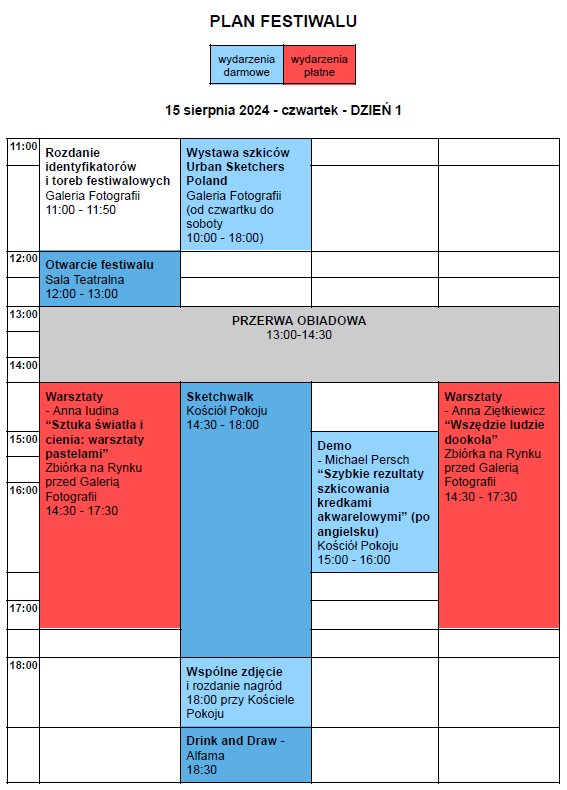 PLAN FESTIWALU
wydarzenia
darmowe
wydarzenia
płatne
15 sierpnia 2024 - czwartek - DZIEŃ 1
11:00
Rozdanie
identyfikatorów
i toreb festiwalowych
Galeria Fotografii
11:00 - 11:50
Wystawa szkiców
Urban Sketchers
Poland
Galeria Fotografii
(od czwartku do
soboty
10:00 - 18:00)
12:00
Otwarcie festiwalu
Sala Teatralna
12:00 - 13:00
13:00
PRZERWA OBIADOWA
13:00-14:30
14:00
Warsztaty
- Anna Iudina
“Sztuka światła i
cienia: warsztaty
pastelami”
Zbiórka na Rynku
przed Galerią
Fotografii
14:30 - 17:30
Sketchwalk
Kościół Pokoju
14:30 - 18:00
Warsztaty
- Anna Ziętkiewicz
“Wszędzie ludzie
dookoła”
Zbiórka na Rynku
przed Galerią
Fotografii
14:30 - 17:30
15:00
Demo
- Michael Persch
“Szybkie rezultaty
szkicowania
kredkami
akwarelowymi” (po
angielsku)
Kościół Pokoju
15:00 - 16:00
16:00
17:00
18:00
Wspólne zdjęcie
i rozdanie nagród
18:00 przy Kościele
Pokoju
Drink and Draw -
Alfama
18:30